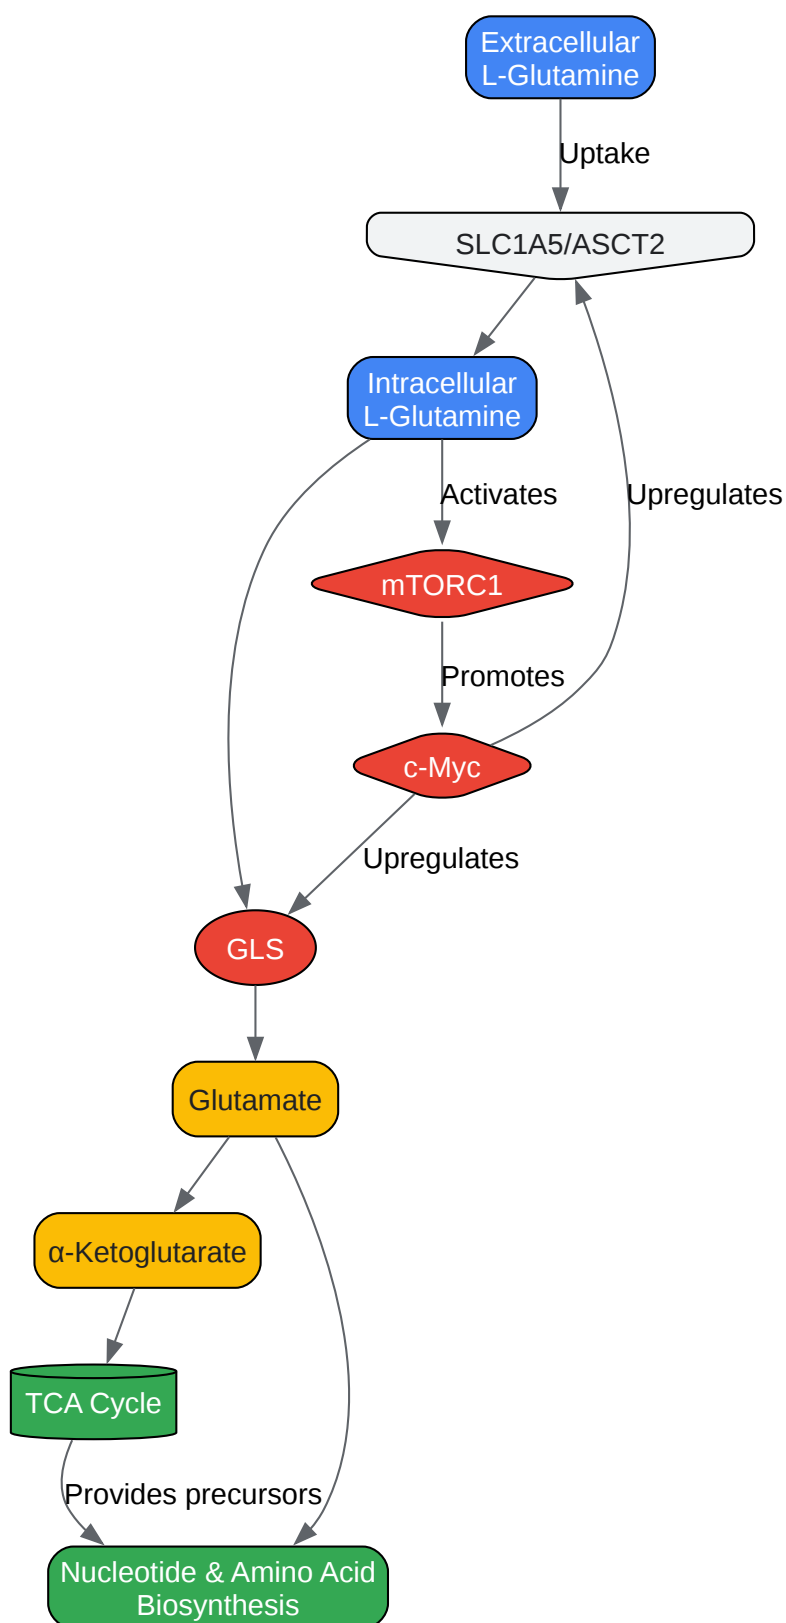 Extracellular
L-Glutamine
Uptake
SLC1A5/ASCT2
Intracellular
L-Glutamine
Activates
Upregulates
mTORC1
Promotes
c-Myc
Upregulates
GLS
Glutamate
α-Ketoglutarate
TCA Cycle
Provides precursors
Nucleotide & Amino Acid
Biosynthesis